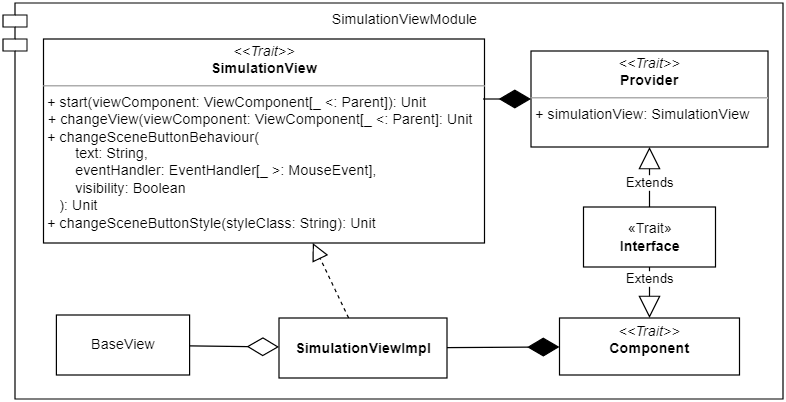 SimulationViewModule
<<Trait>>
SimulationView
+ start(viewComponent: ViewComponent[_ <: Parent]): Unit
+ changeView(viewComponent: ViewComponent[_ <: Parent]: Unit
+ changeSceneButtonBehaviour(
text: String,
eventHandler: EventHandler[_ >: MouseEvent],
visibility: Boolean
): Unit
+ changeSceneButtonStyle(styleClass: String): Unit
<<Trait>>
Provider
+ simulationView: SimulationView
Extends
«Trait»
Interface
Extends
BaseView
SimulationViewImpl
<<Trait>>
Component